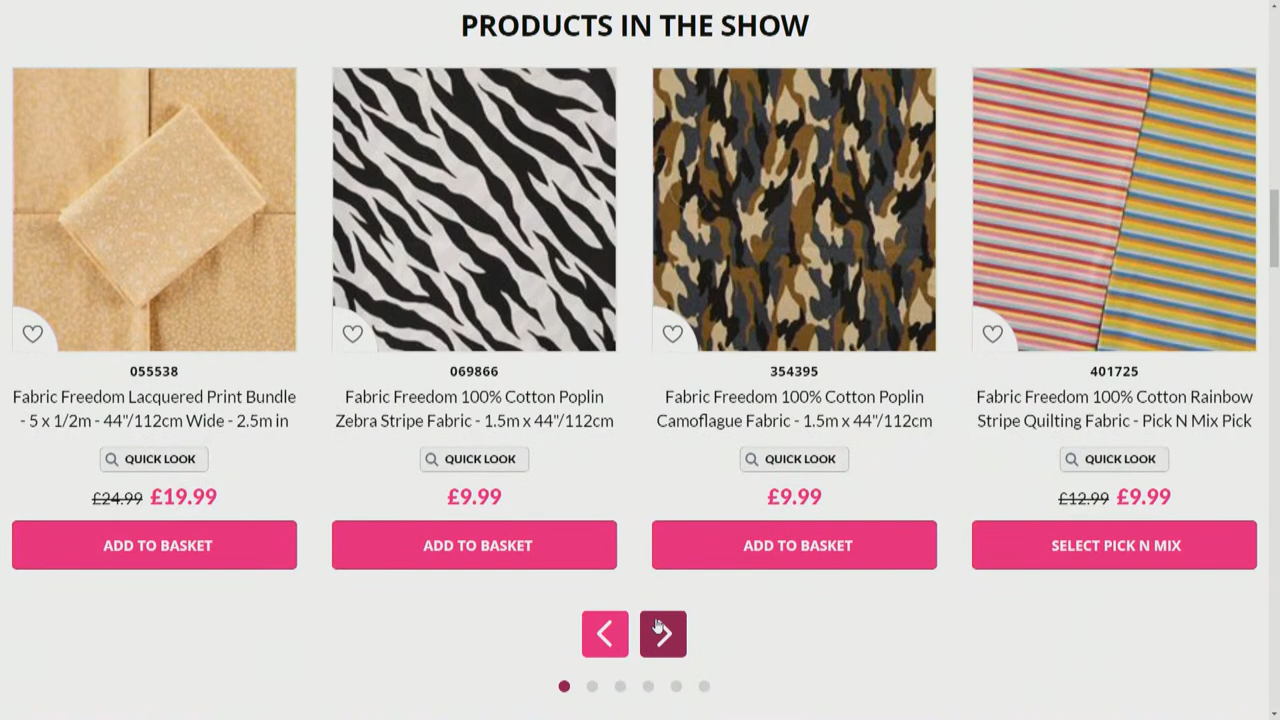 PRODUCTS IN THE SHOW
055538
Fabric Freedom Lacquered Print Bundle
- 5 x 1/2m - 44"/112cm Wide - 2.5m in
QUICK LOOK
£24.99 £19.99
ADD TO BASKET
069866
Fabric Freedom 100% Cotton Poplin
Zebra Stripe Fabric - 1.5m x 44"/112cm
QUICK LOOK
£9.99
ADD TO BASKET
354395
Fabric Freedom 100% Cotton Poplin
Camoflague Fabric - 1.5m x 44"/112cm
QUICK LOOK
£9.99
ADD TO BASKET
401725
Fabric Freedom 100% Cotton Rainbow
Stripe Quilting Fabric - Pick N Mix Pick
QUICK LOOK
£12.99 £9.99
SELECT PICK N MIX